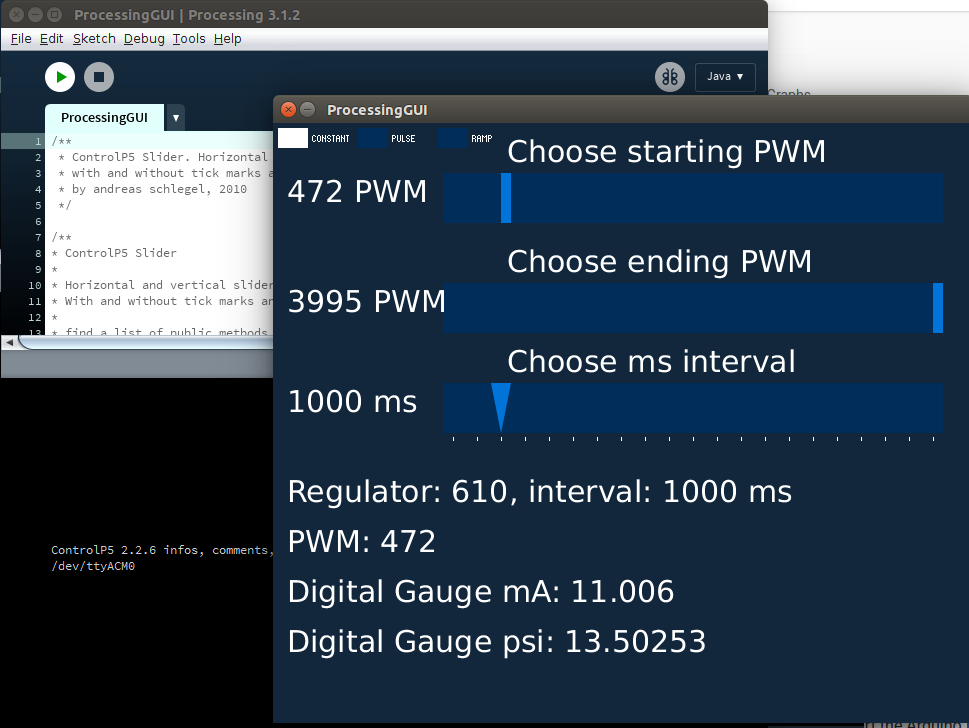 ProcessingGUI | Processing 3.1.2
File Edit Sketch Debug Tools Help
Java ▼
Graphs
ProcessingGUI ▼
ProcessingGUI
1 /**
2 * ControlP5 Slider. Horizontal
3 * with and without tick marks a
4 * by andreas schlegel, 2010
5 */
6
7 /**
8 * ControlP5 Slider
9 *
10 * Horizontal and vertical slider
11 * With and without tick marks an
12 *
13 * find a list of public methods
CONSTANT PULSE RAMP
Choose starting PWM
472 PWM
Choose ending PWM
3995 PWM
Choose ms interval
1000 ms
Regulator: 610, interval: 1000 ms
PWM: 472
Digital Gauge mA: 11.006
Digital Gauge psi: 13.50253
ControlP5 2.2.6 infos, comments,
/dev/ttyACM0
in the Arduino